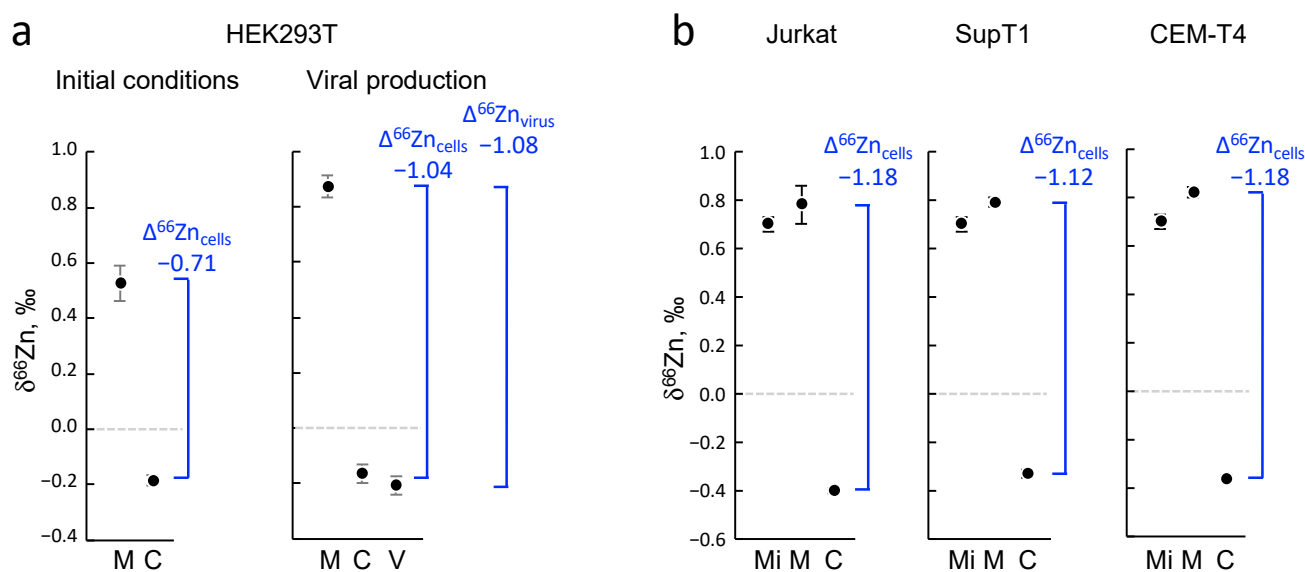 a
HEK293T
Initial conditions
Viral production
δ⁶⁶Zn, ‰
1.0
0.8
0.6
0.4
0.2
0.0
−0.2
−0.4
Δ⁶⁶Zn_cells
−0.71
M C
Δ⁶⁶Zn_cells
−1.04
Δ⁶⁶Zn_virus
−1.08
M C V
b
Jurkat
SupT1
CEM-T4
δ⁶⁶Zn, ‰
1.0
0.8
0.6
0.4
0.2
0.0
−0.2
−0.4
−0.6
Δ⁶⁶Zn_cells
−1.18
Mi M C
Δ⁶⁶Zn_cells
−1.12
Mi M C
Δ⁶⁶Zn_cells
−1.18
Mi M C